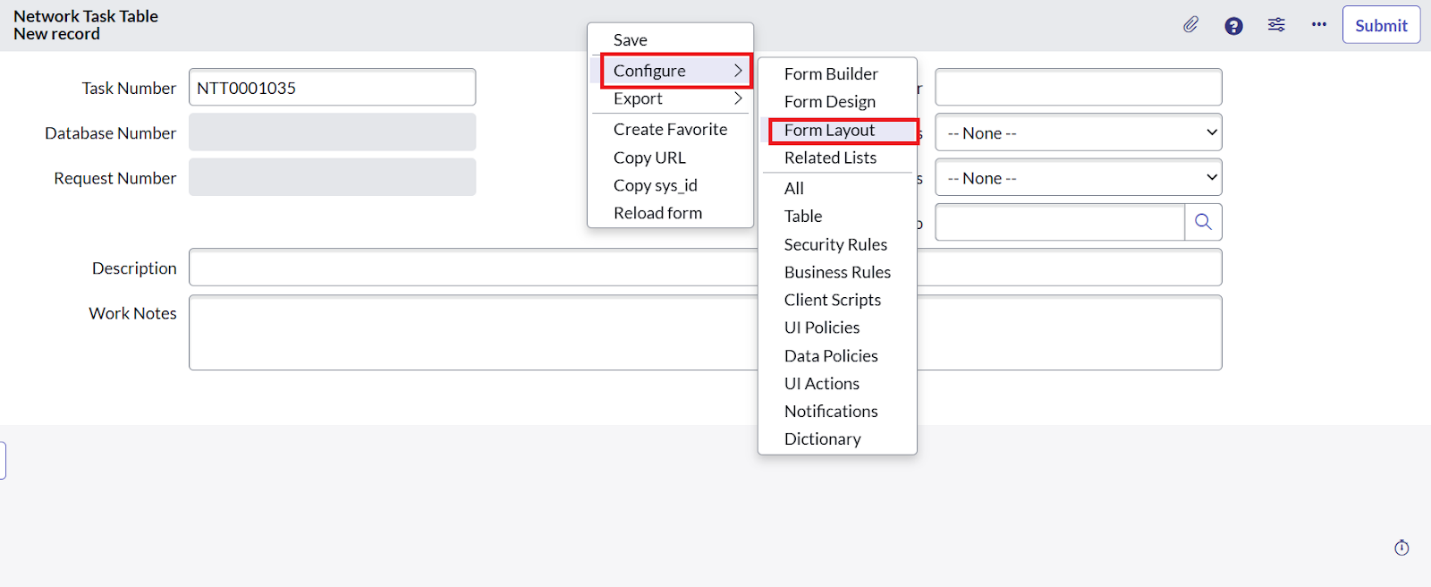 Network Task Table
New record
Submit
Task Number
NTT0001035
Database Number
Request Number
-- None --
-- None --
Description
Work Notes
Save
Configure
Export
Create Favorite
Copy URL
Copy sys_id
Reload form
Form Builder
Form Design
Form Layout
Related Lists
All
Table
Security Rules
Business Rules
Client Scripts
UI Policies
Data Policies
UI Actions
Notifications
Dictionary